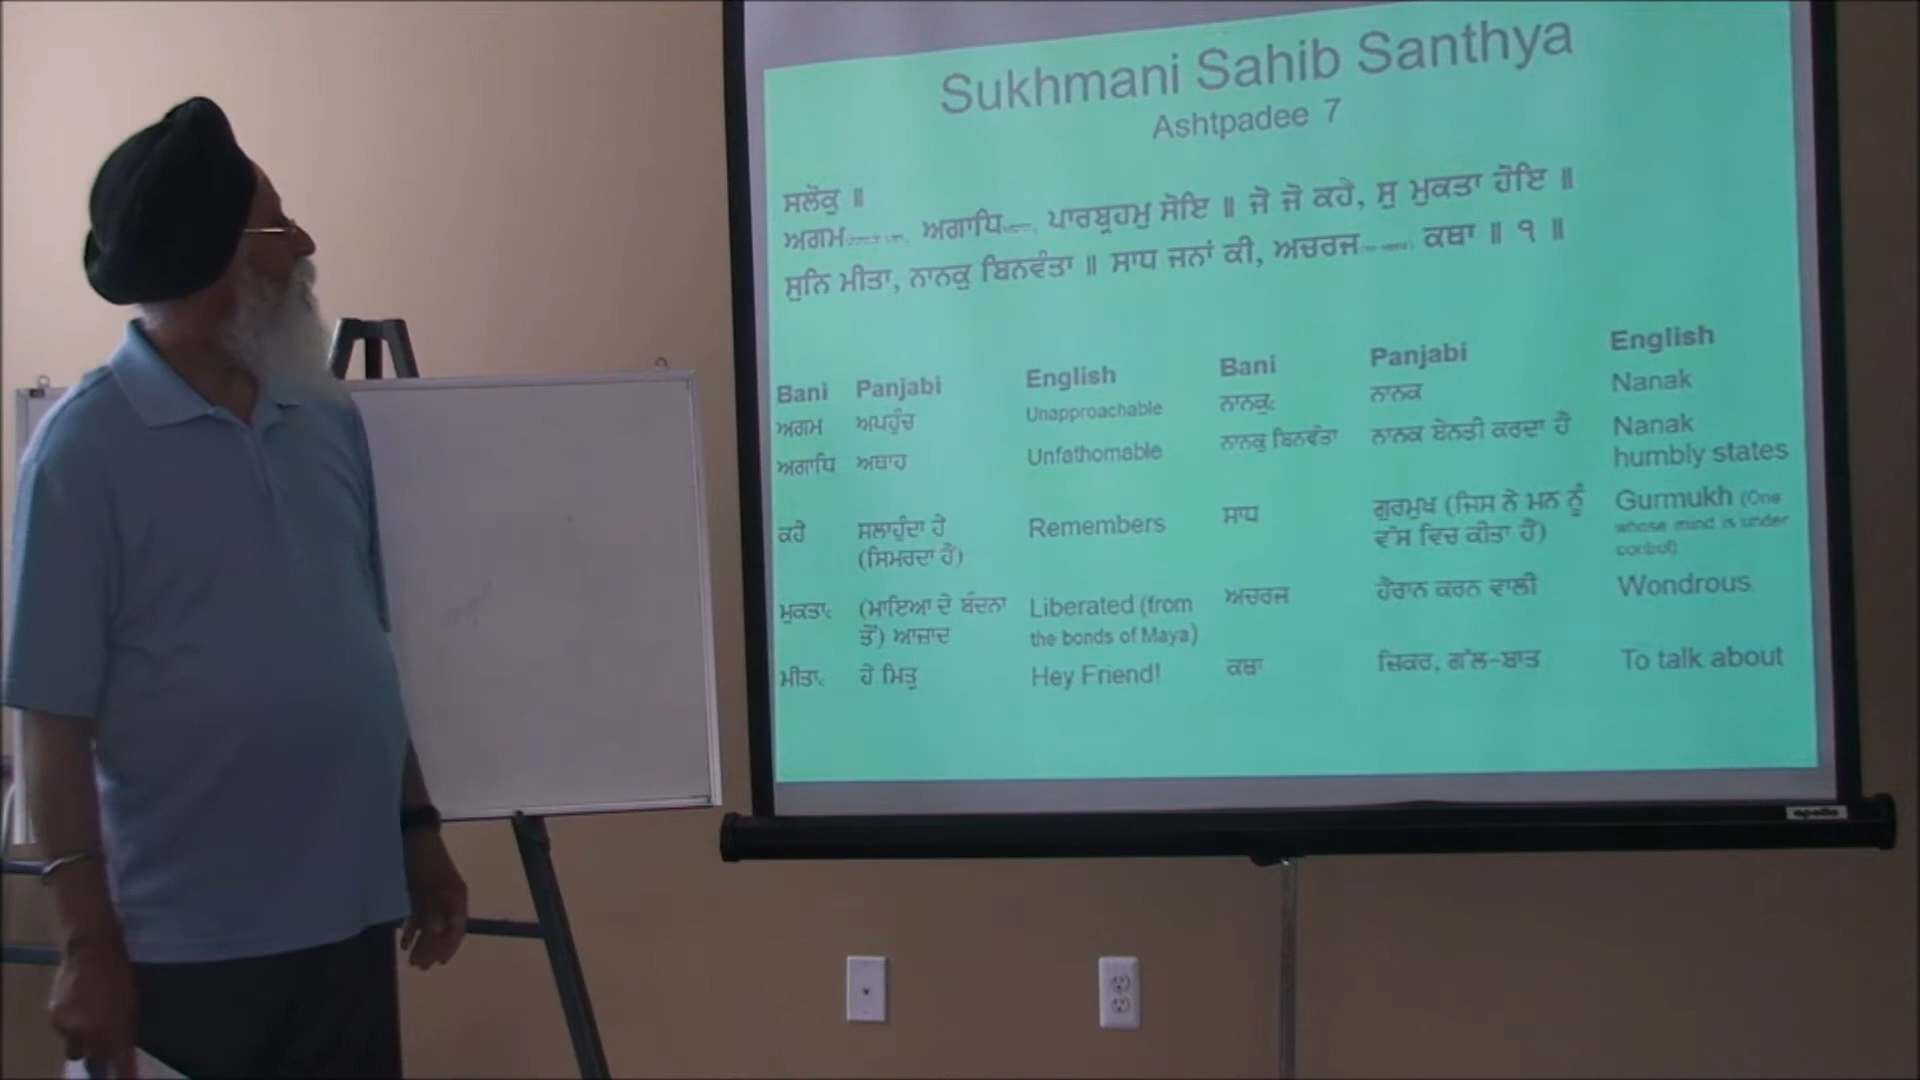 Sukhmani Sahib Santhya
Ashtpadee 7
ਸਲੋਕੁ ॥
ਅਗਮ, ਅਗਾਧਿ, ਪਾਰਬ੍ਰਹਮੁ ਸੋਇ ॥ ਜੋ ਜੋ ਕਹੈ, ਸੁ ਮੁਕਤਾ ਹੋਇ ॥
ਸੁਨਿ ਮੀਤਾ, ਨਾਨਕੁ ਬਿਨਵੰਤਾ ॥ ਸਾਧ ਜਨਾਂ ਕੀ, ਅਚਰਜ ਕਥਾ ॥ ੧ ॥
Bani Panjabi English Bani Panjabi English
ਅਗਮ ਅਪਹੁੰਚ Unapproachable ਨਾਨਕੁ: ਨਾਨਕ Nanak
ਅਗਾਧਿ ਅਥਾਹ Unfathomable ਨਾਨਕੁ ਬਿਨਵੰਤਾ ਨਾਨਕ ਬੇਨਤੀ ਕਰਦਾ ਹੈ Nanak
humbly states
ਕਹੈ ਸਲਾਹੁੰਦਾ ਹੇ Remembers ਸਾਧ ਗੁਰਮੁਖ (ਜਿਸ ਨੇ ਮਨ ਨੂੰ Gurmukh (One
(ਸਿਮਰਦਾ ਹੈ) ਵੱਸ ਵਿਚ ਕੀਤਾ ਹੈ) whose mind is under
control)
ਮੁਕਤਾ: (ਮਾਇਆ ਦੇ ਬੰਦਨਾ Liberated (from ਅਚਰਜ ਹੈਰਾਨ ਕਰਨ ਵਾਲੀ Wondrous
ਤੋਂ) ਆਜ਼ਾਦ the bonds of Maya)
ਮੀਤਾ: ਹੇ ਮਿਤ੍ਰ Hey Friend! ਕਥਾ ਜ਼ਿਕਰ, ਗੱਲ-ਬਾਤ To talk about
apollo